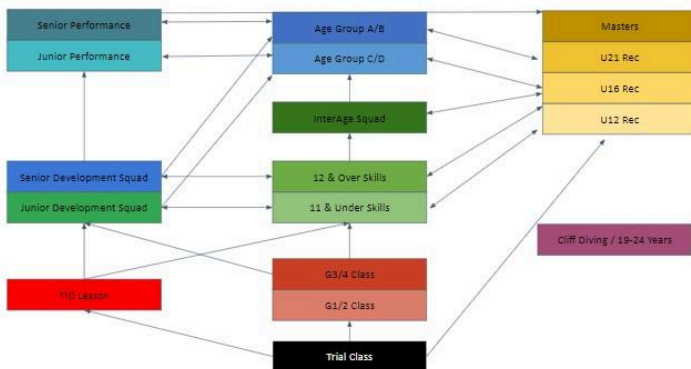 Senior Performance
Junior Performance
Age Group A/B
Age Group C/D
Masters
U21 Rec
U16 Rec
U12 Rec
InterAge Squad
Senior Development Squad
Junior Development Squad
12 & Over Skills
11 & Under Skills
Cliff Diving / 19-24 Years
G3/4 Class
G1/2 Class
TID Lesson
Trial Class